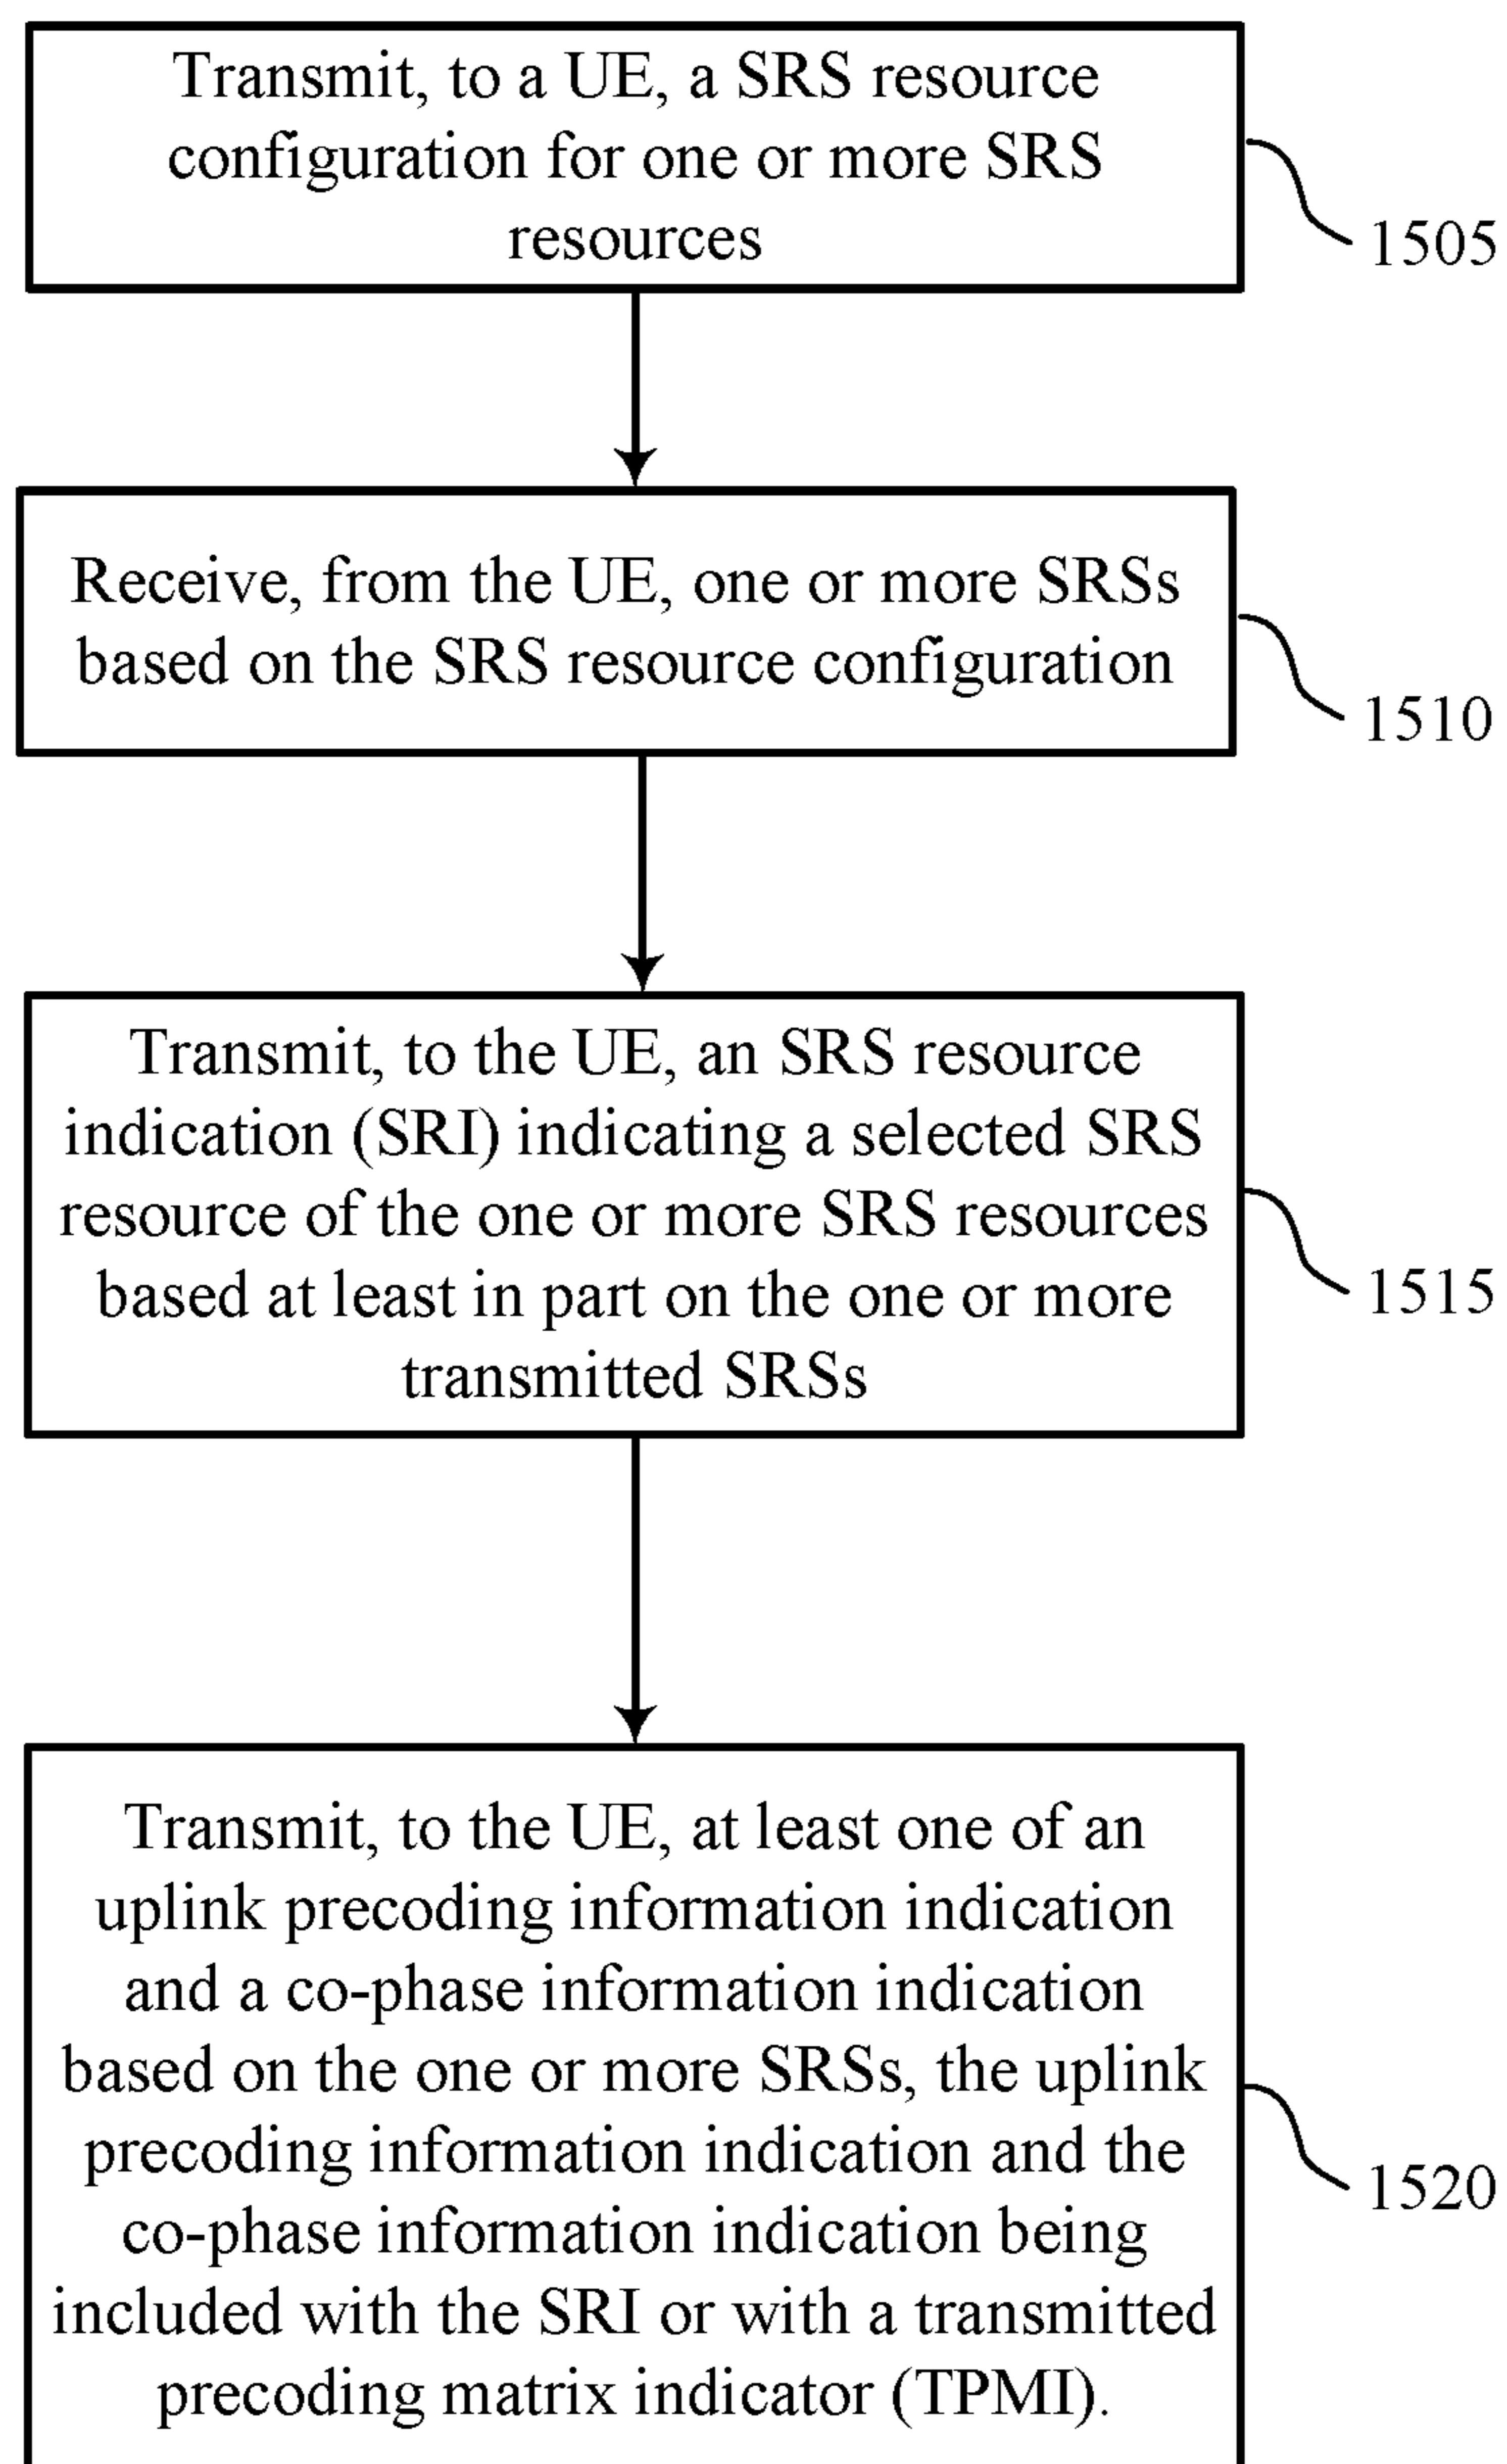 Transmit, to a UE, a SRS resource
configuration for one or more SRS
resources
1505
Receive, from the UE, one or more SRSs
based on the SRS resource configuration
1510
Transmit, to the UE, an SRS resource
indication (SRI) indicating a selected SRS
resource of the one or more SRS resources
based at least in part on the one or more
transmitted SRSs
1515
Transmit, to the UE, at least one of an
uplink precoding information indication
and a co-phase information indication
based on the one or more SRSs, the uplink
precoding information indication and the
co-phase information indication being
included with the SRI or with a transmitted
precoding matrix indicator (TPMI).
1520